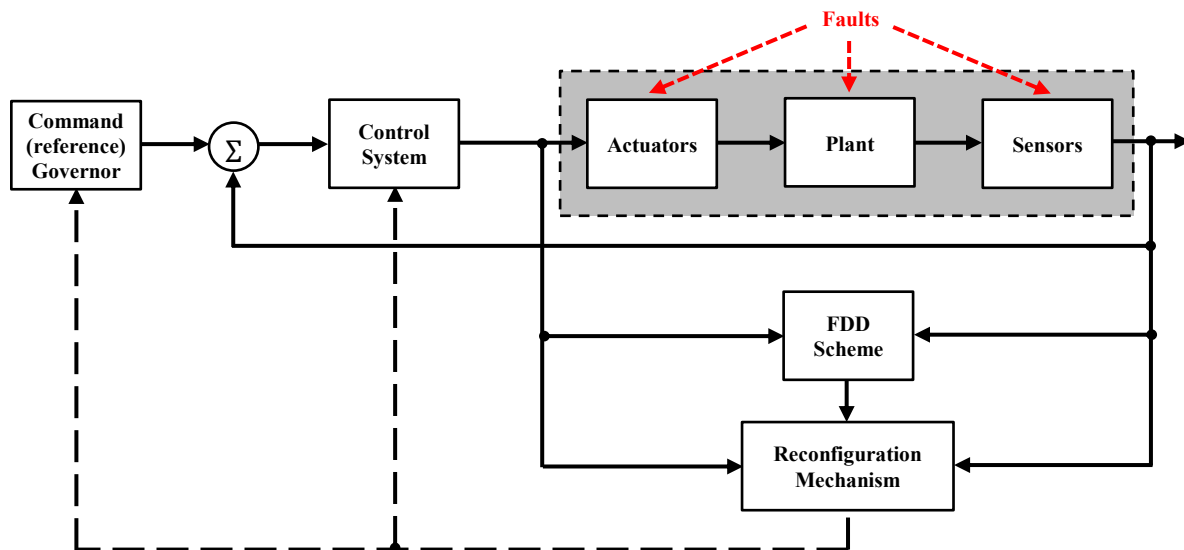 Faults
Command
(reference)
Governor
Σ
Control
System
Actuators
Plant
Sensors
FDD
Scheme
Reconfiguration
Mechanism